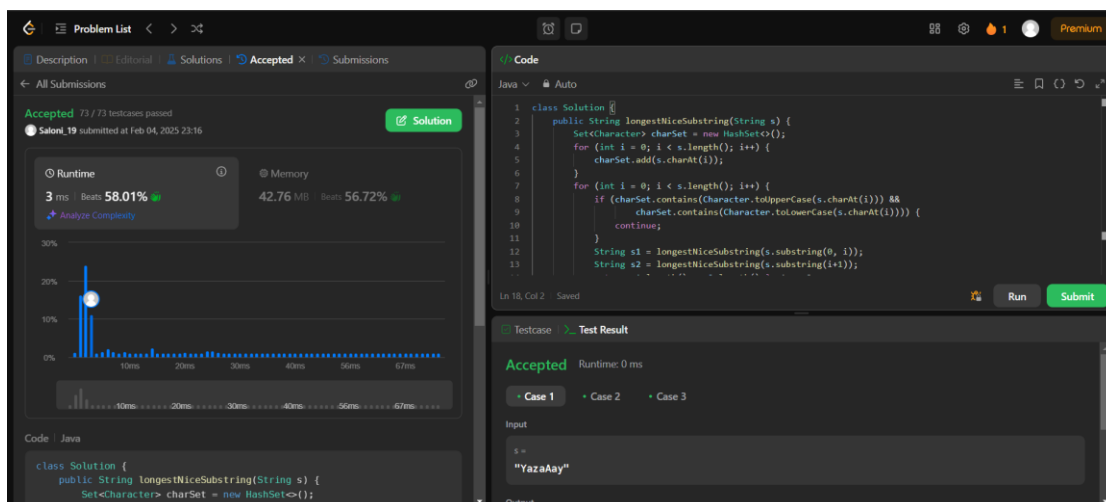 Problem List
1
Premium
Description | Editorial | Solutions | Accepted × | Submissions
← All Submissions
Accepted 73 / 73 testcases passed
Saloni_19 submitted at Feb 04, 2025 23:16
Solution
Runtime
3 ms | Beats 58.01%
Analyze Complexity
Memory
42.76 MB | Beats 56.72%
30%
20%
10%
0%
10ms 20ms 30ms 40ms 56ms 67ms
10ms 20ms 30ms 40ms 56ms 67ms
Code | Java
class Solution {
public String longestNiceSubstring(String s) {
Set<Character> charSet = new HashSet<>();
</>Code
Java Auto
1 class Solution {
2 public String longestNiceSubstring(String s) {
3 Set<Character> charSet = new HashSet<>();
4 for (int i = 0; i < s.length(); i++) {
5 charSet.add(s.charAt(i));
6 }
7 for (int i = 0; i < s.length(); i++) {
8 if (charSet.contains(Character.toUpperCase(s.charAt(i))) &&
9 charSet.contains(Character.toLowerCase(s.charAt(i)))) {
10 continue;
11 }
12 String s1 = longestNiceSubstring(s.substring(0, i));
13 String s2 = longestNiceSubstring(s.substring(i+1));
Ln 18, Col 2 | Saved
Run
Submit
Testcase | >_ Test Result
Accepted Runtime: 0 ms
• Case 1 • Case 2 • Case 3
Input
s =
"YazaAay"